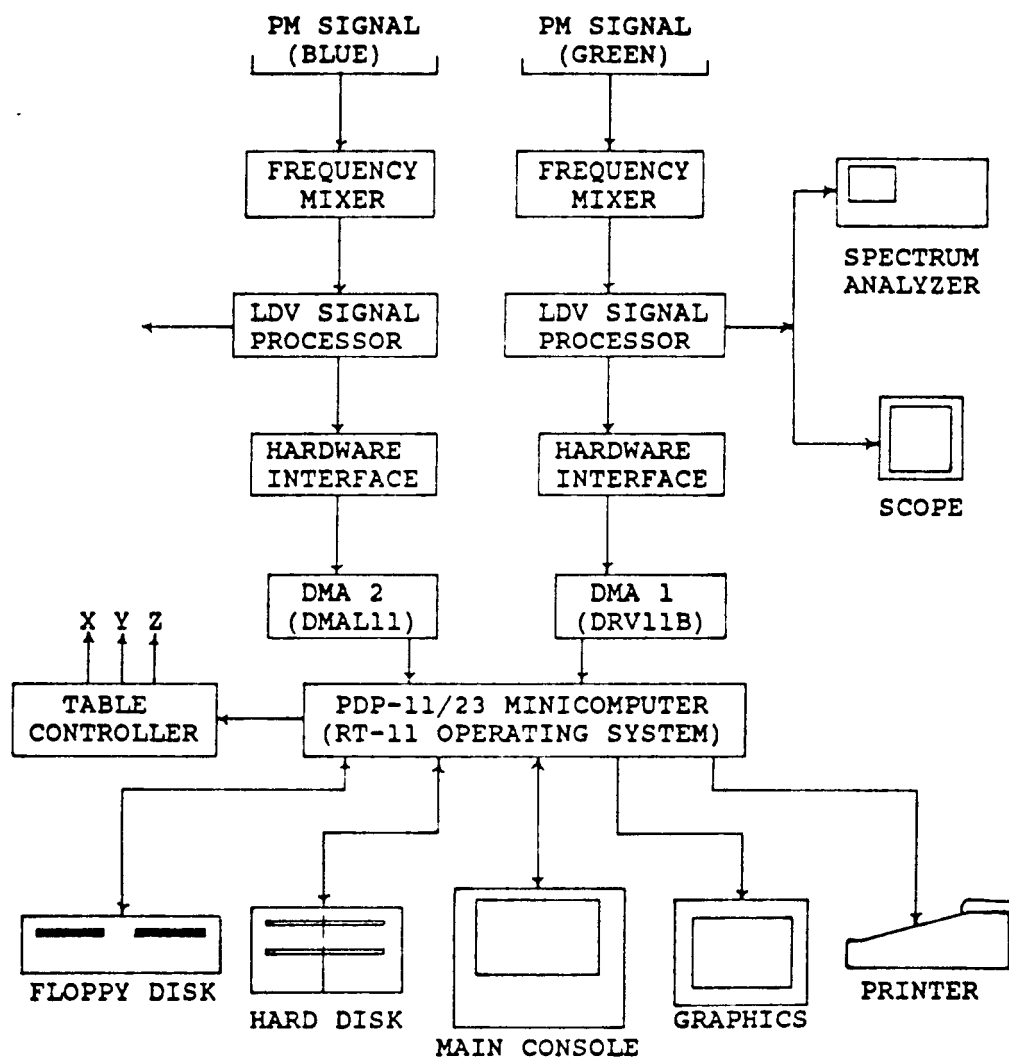 PM SIGNAL
(BLUE)
PM SIGNAL
(GREEN)
FREQUENCY
MIXER
FREQUENCY
MIXER
SPECTRUM
ANALYZER
LDV SIGNAL
PROCESSOR
LDV SIGNAL
PROCESSOR
HARDWARE
INTERFACE
HARDWARE
INTERFACE
SCOPE
DMA 2
(DMAL11)
DMA 1
(DRV11B)
X Y Z
TABLE
CONTROLLER
PDP-11/23 MINICOMPUTER
(RT-11 OPERATING SYSTEM)
FLOPPY DISK
HARD DISK
MAIN CONSOLE
GRAPHICS
PRINTER